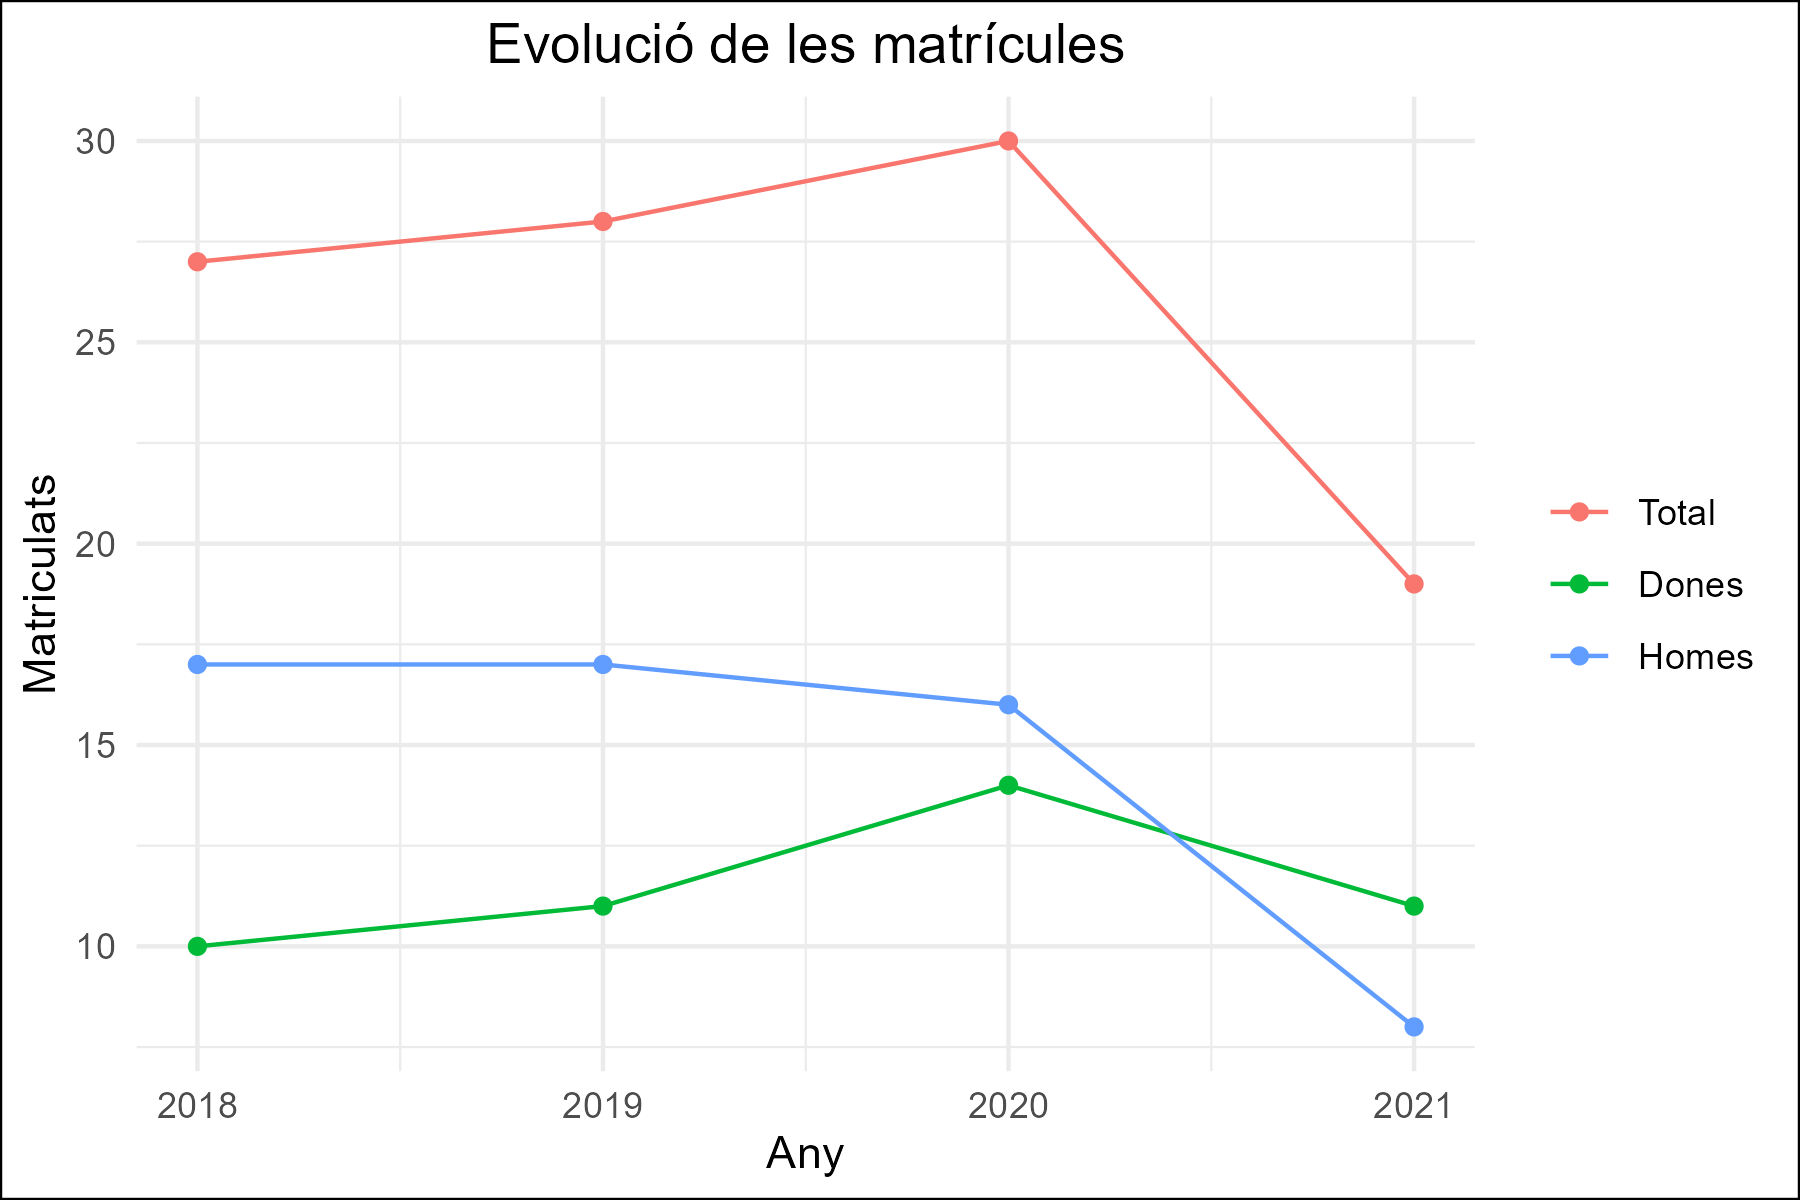 Evolució de les matrícules
30
25
20
15
10
Matriculats
2018
2019
2020
2021
Any
Total
Dones
Homes